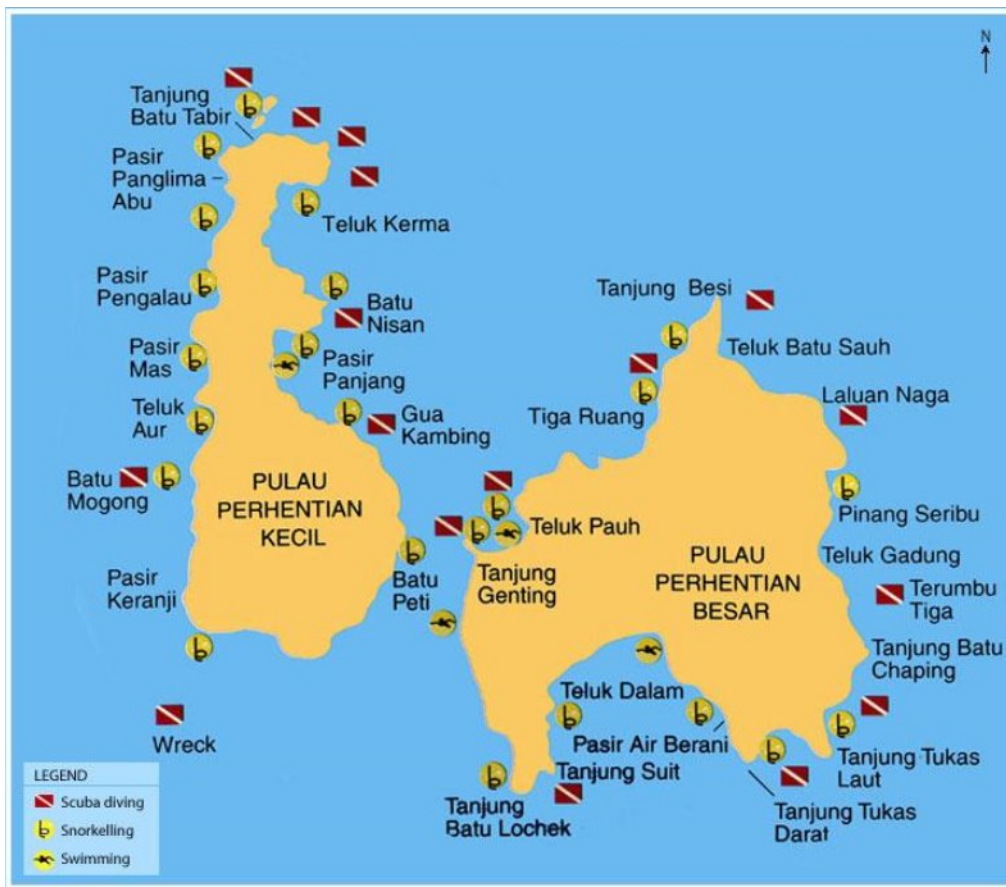 N
Tanjung
Batu Tabir
Pasir
Panglima
Abu
Teluk Kerma
Pasir
Pengalau
Batu
Nisan
Pasir
Mas
Pasir
Panjang
Teluk
Aur
Gua
Kambing
Batu
Mogong
PULAU
PERHENTIAN
KECIL
Pasir
Keranji
Batu
Peti
Wreck
Tanjung Besi
Teluk Batu Sauh
Laluan Naga
Tiga Ruang
Pinang Seribu
Teluk Pauh
Tanjung
Genting
Teluk Gadung
PULAU
PERHENTIAN
BESAR
Terumbu
Tiga
Tanjung Batu
Chaping
Teluk Dalam
Pasir Air Berani
Tanjung Suit
Tanjung Tukas
Laut
Tanjung
Batu Lochek
Tanjung Tukas
Darat
LEGEND
Scuba diving
Snorkelling
Swimming